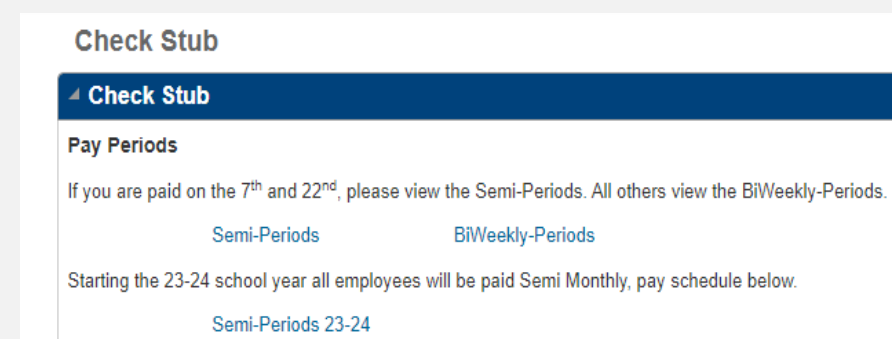 Check Stub
Check Stub
Pay Periods
If you are paid on the 7th and 22nd, please view the Semi-Periods. All others view the BiWeekly-Periods.
Semi-Periods BiWeekly-Periods
Starting the 23-24 school year all employees will be paid Semi Monthly, pay schedule below.
Semi-Periods 23-24